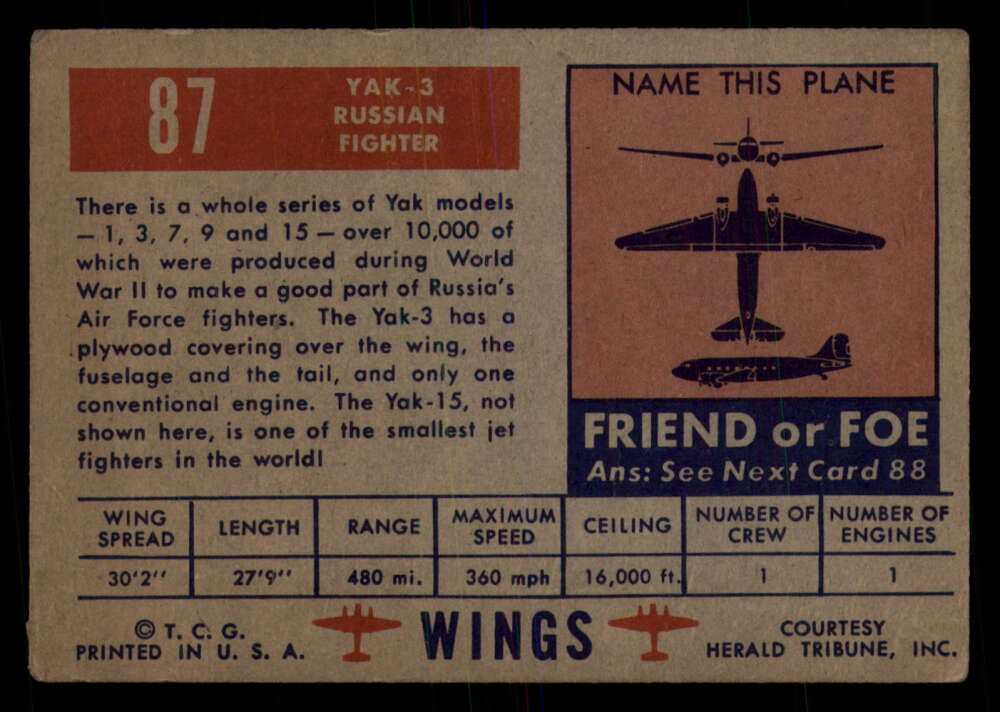 87
YAK-3
RUSSIAN
FIGHTER
There is a whole series of Yak models
— 1, 3, 7, 9 and 15 — over 10,000 of
which were produced during World
War II to make a good part of Russia's
Air Force fighters. The Yak-3 has a
plywood covering over the wing, the
fuselage and the tail, and only one
conventional engine. The Yak-15, not
shown here, is one of the smallest jet
fighters in the world!
NAME THIS PLANE
FRIEND or FOE
Ans: See Next Card 88
WING SPREAD LENGTH RANGE MAXIMUM SPEED CEILING NUMBER OF CREW NUMBER OF ENGINES
30'2'' 27'9'' 480 mi. 360 mph 16,000 ft. 1 1
© T. C. G.
PRINTED IN U. S. A.
WINGS
COURTESY
HERALD TRIBUNE, INC.